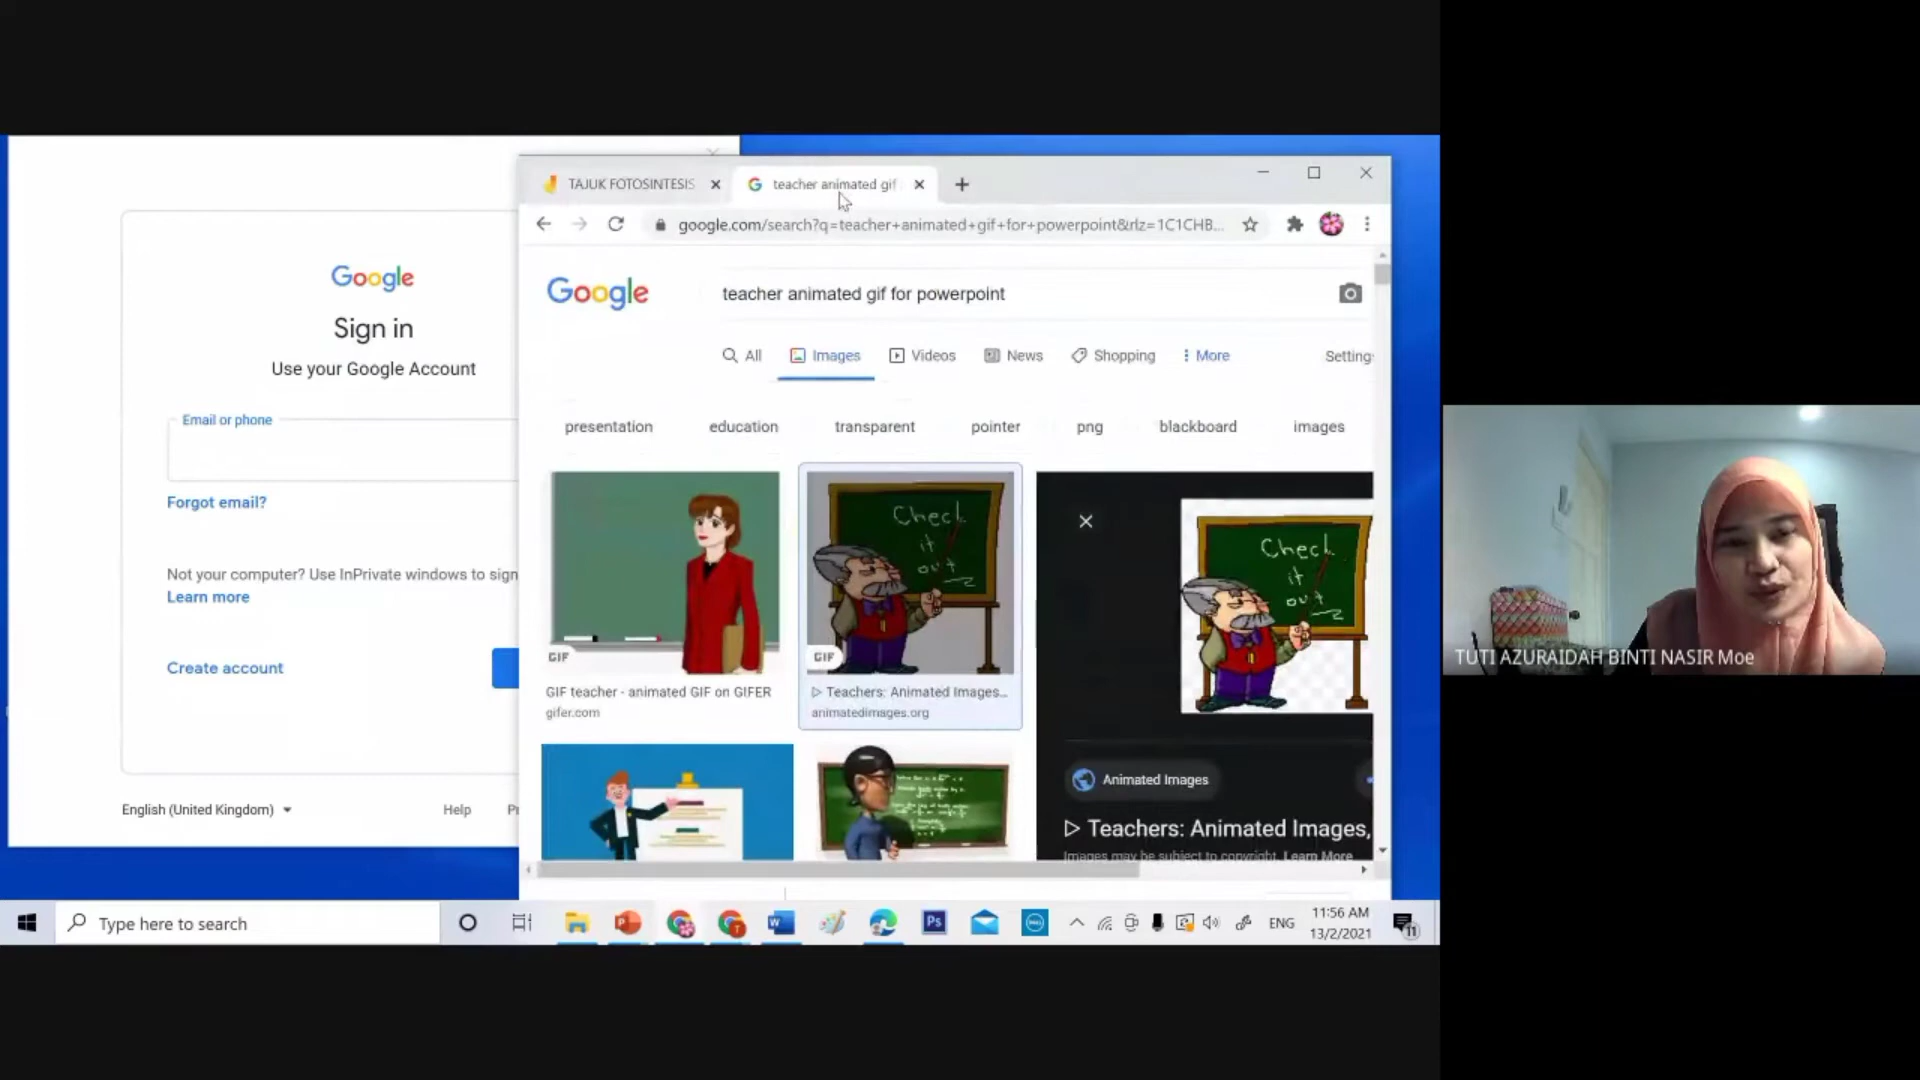 TAJUK FOTOSINTESIS
teacher animated gif
google.com/search?q=teacher+animated+gif+for+powerpoint&rlz=1C1CHB...
Google
teacher animated gif for powerpoint
All
Images
Videos
News
Shopping
More
presentation
education
transparent
pointer
png
blackboard
images
Check
it
out
GIF
GIF
Check
it
out
GIF teacher - animated GIF on GIFER
gifer.com
▷ Teachers: Animated Images...
animatedimages.org
Animated Images
▷ Teachers: Animated Images,
Images may be subject to copyright. Learn More
Google
Sign in
Use your Google Account
Email or phone
Forgot email?
Not your computer? Use InPrivate windows to sign
Learn more
Create account
English (United Kingdom)
Help
Type here to search
Ps
DELL
ENG
11:56 AM
13/2/2021
11
TUTI AZURAIDAH BINTI NASIR Moe